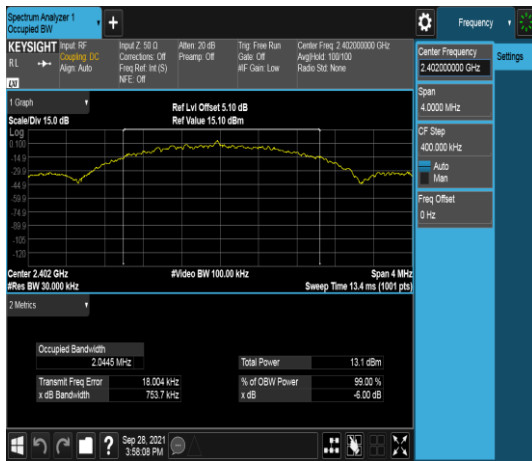 Spectrum Analyzer 1
Occupied BW
+
Frequency
KEYSIGHT Input: RF Input Z: 50 Ω Atten: 20 dB Trig: Free Run Center Freq: 2.402000000 GHz
RL Coupling: DC Corrections: Off Preamp: Off Gate: Off Avg|Hold: 100/100
Align: Auto Freq Ref: Int (S) #IF Gain: Low Radio Std: None
NFE: Off
LXI
1 Graph
Scale/Div 15.0 dB
Ref Lvl Offset 5.10 dB
Ref Value 15.10 dBm
Log
0.100
-14.9
-29.9
-44.9
-59.9
-74.9
-89.9
-105
-120
Center 2.402 GHz #Video BW 100.00 kHz Span 4 MHz
#Res BW 30.000 kHz Sweep Time 13.4 ms (1001 pts)
2 Metrics
Occupied Bandwidth
2.0445 MHz
Total Power 13.1 dBm
Transmit Freq Error 18.004 kHz % of OBW Power 99.00 %
x dB Bandwidth 753.7 kHz x dB -6.00 dB
Center Frequency
2.402000000 GHz
Settings
Span
4.0000 MHz
CF Step
400.000 kHz
Auto
Man
Freq Offset
0 Hz
?
Sep 28, 2021
3:58:08 PM